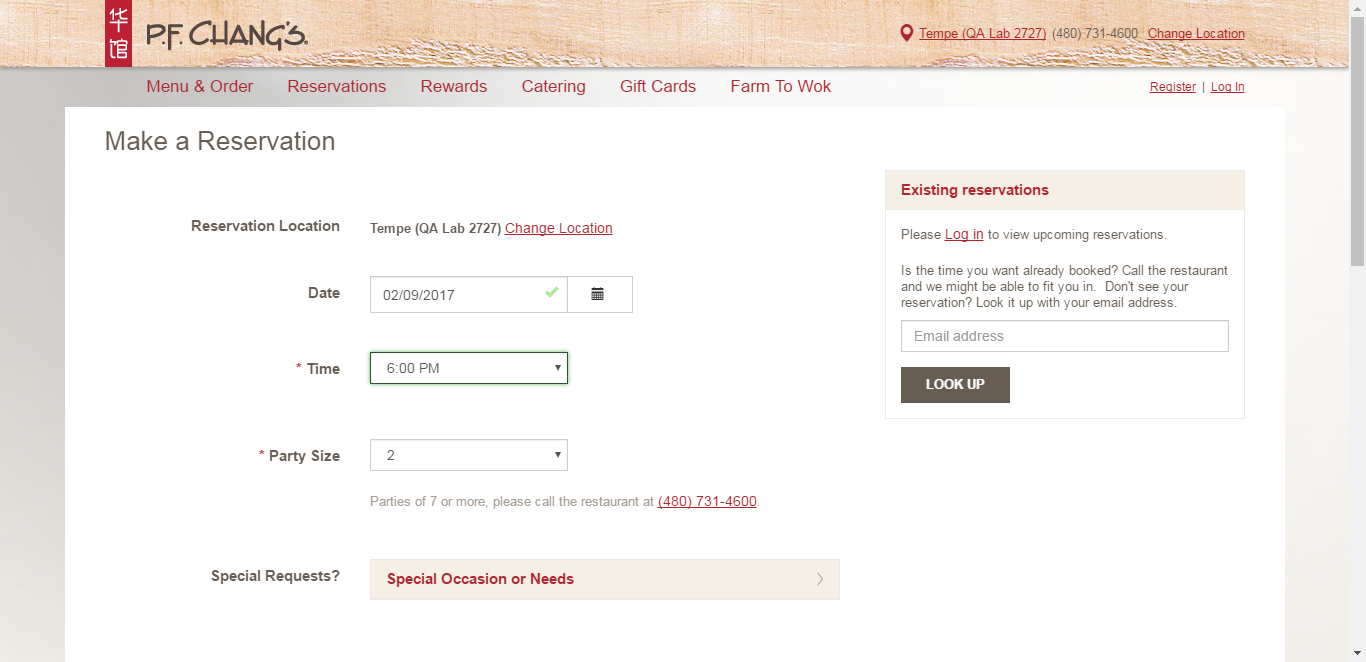 华馆
P.F. CHANG'S.
Tempe (QA Lab 2727) (480) 731-4600 Change Location
Menu & Order Reservations Rewards Catering Gift Cards Farm To Wok
Register | Log In
Make a Reservation
Reservation Location Tempe (QA Lab 2727) Change Location
Date 02/09/2017
* Time 6:00 PM
* Party Size 2
Parties of 7 or more, please call the restaurant at (480) 731-4600.
Special Requests? Special Occasion or Needs
Existing reservations
Please Log in to view upcoming reservations.
Is the time you want already booked? Call the restaurant
and we might be able to fit you in. Don't see your
reservation? Look it up with your email address.
Email address
LOOK UP